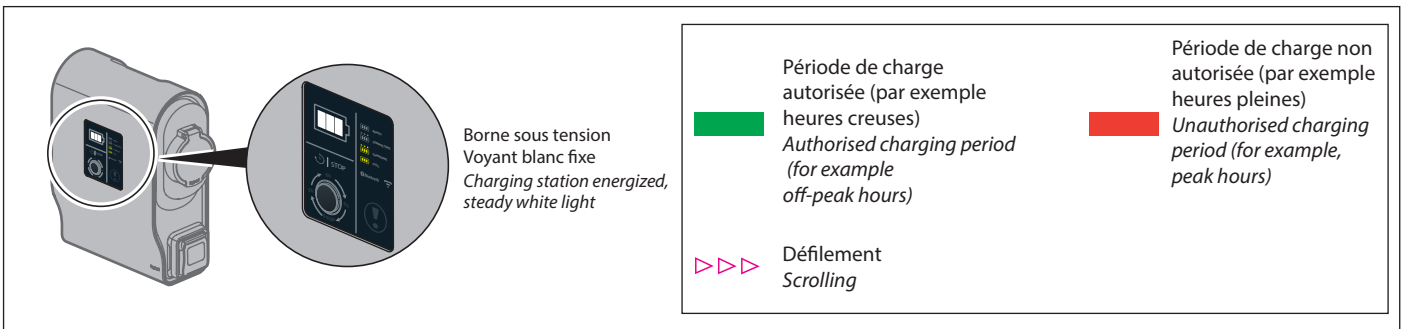 STOP
Bluetooth
Borne sous tension
Voyant blanc fixe
Charging station energized,
steady white light
Période de charge
autorisée (par exemple
heures creuses)
Authorised charging period
(for example
off-peak hours)
Défilement
Scrolling
Période de charge non
autorisée (par exemple
heures pleines)
Unauthorised charging
period (for example,
peak hours)